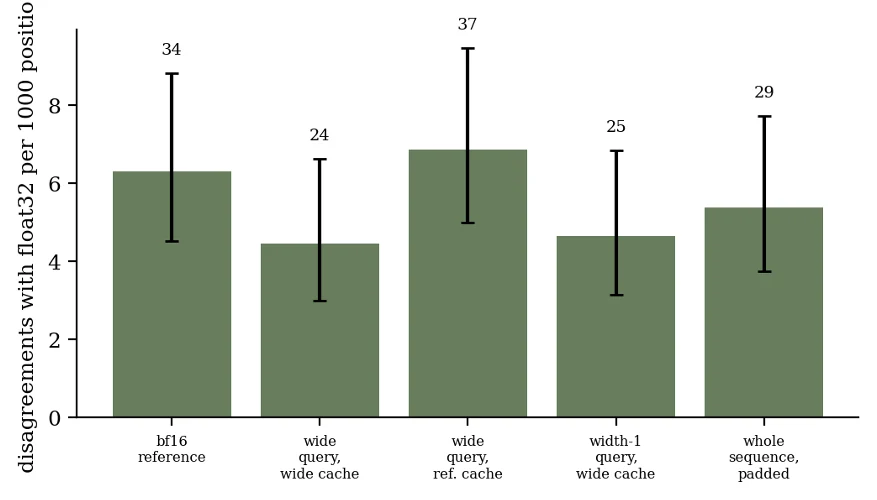 disagreements with float32 per 1000 positio
8
6
4
2
0
34
24
37
25
29
bf16
reference
wide
query,
wide cache
wide
query,
ref. cache
width-1
query,
wide cache
whole
sequence,
padded